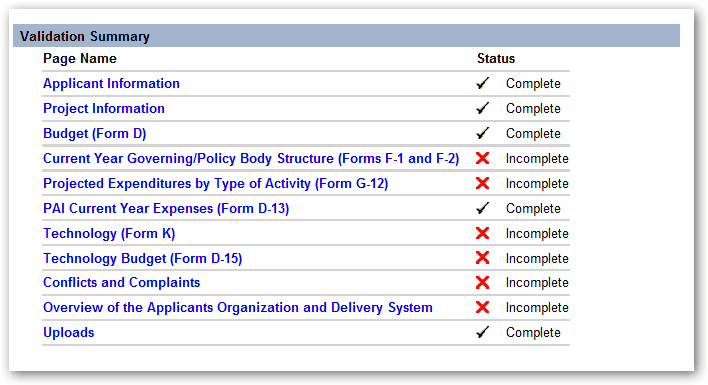 Validation Summary
Page Name Status
Applicant Information Complete
Project Information Complete
Budget (Form D) Complete
Current Year Governing/Policy Body Structure (Forms F-1 and F-2) Incomplete
Projected Expenditures by Type of Activity (Form G-12) Incomplete
PAI Current Year Expenses (Form D-13) Complete
Technology (Form K) Incomplete
Technology Budget (Form D-15) Incomplete
Conflicts and Complaints Incomplete
Overview of the Applicants Organization and Delivery System Incomplete
Uploads Complete